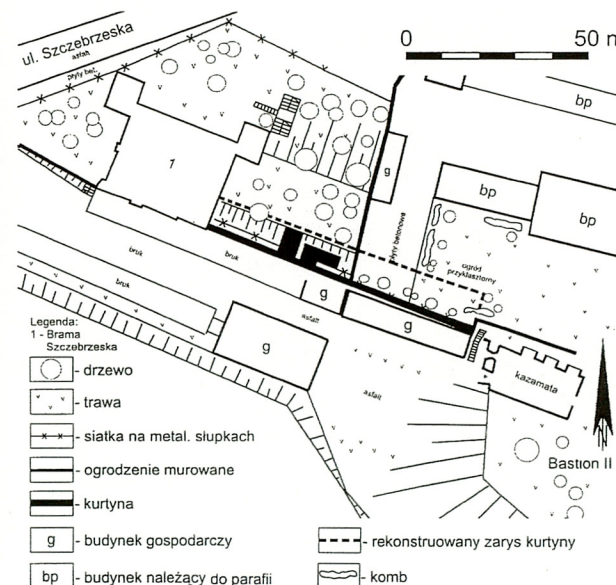 0 50 m
ul. Szczebrzeska
asfalt
płyty bet.
1
g
bp
bp
bp
płyty betonowe
ogród
przyklasztorny
bruk
bruk
bruk
g
asfalt
g
g
kazamata
asfalt
Bastion II
Legenda:
1 - Brama
Szczebrzeska
- drzewo
- trawa
- siatka na metal. słupkach
- ogrodzenie murowane
- kurtyna
g - budynek gospodarczy
bp - budynek należący do parafii
- rekonstruowany zarys kurtyny
- komb